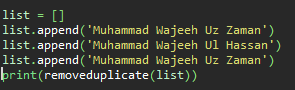 list = []
list.append('Muhammad Wajeeh Uz Zaman')
list.append('Muhammad Wajeeh Ul Hassan')
list.append('Muhammad Wajeeh Uz Zaman')
print(removeduplicate(list))